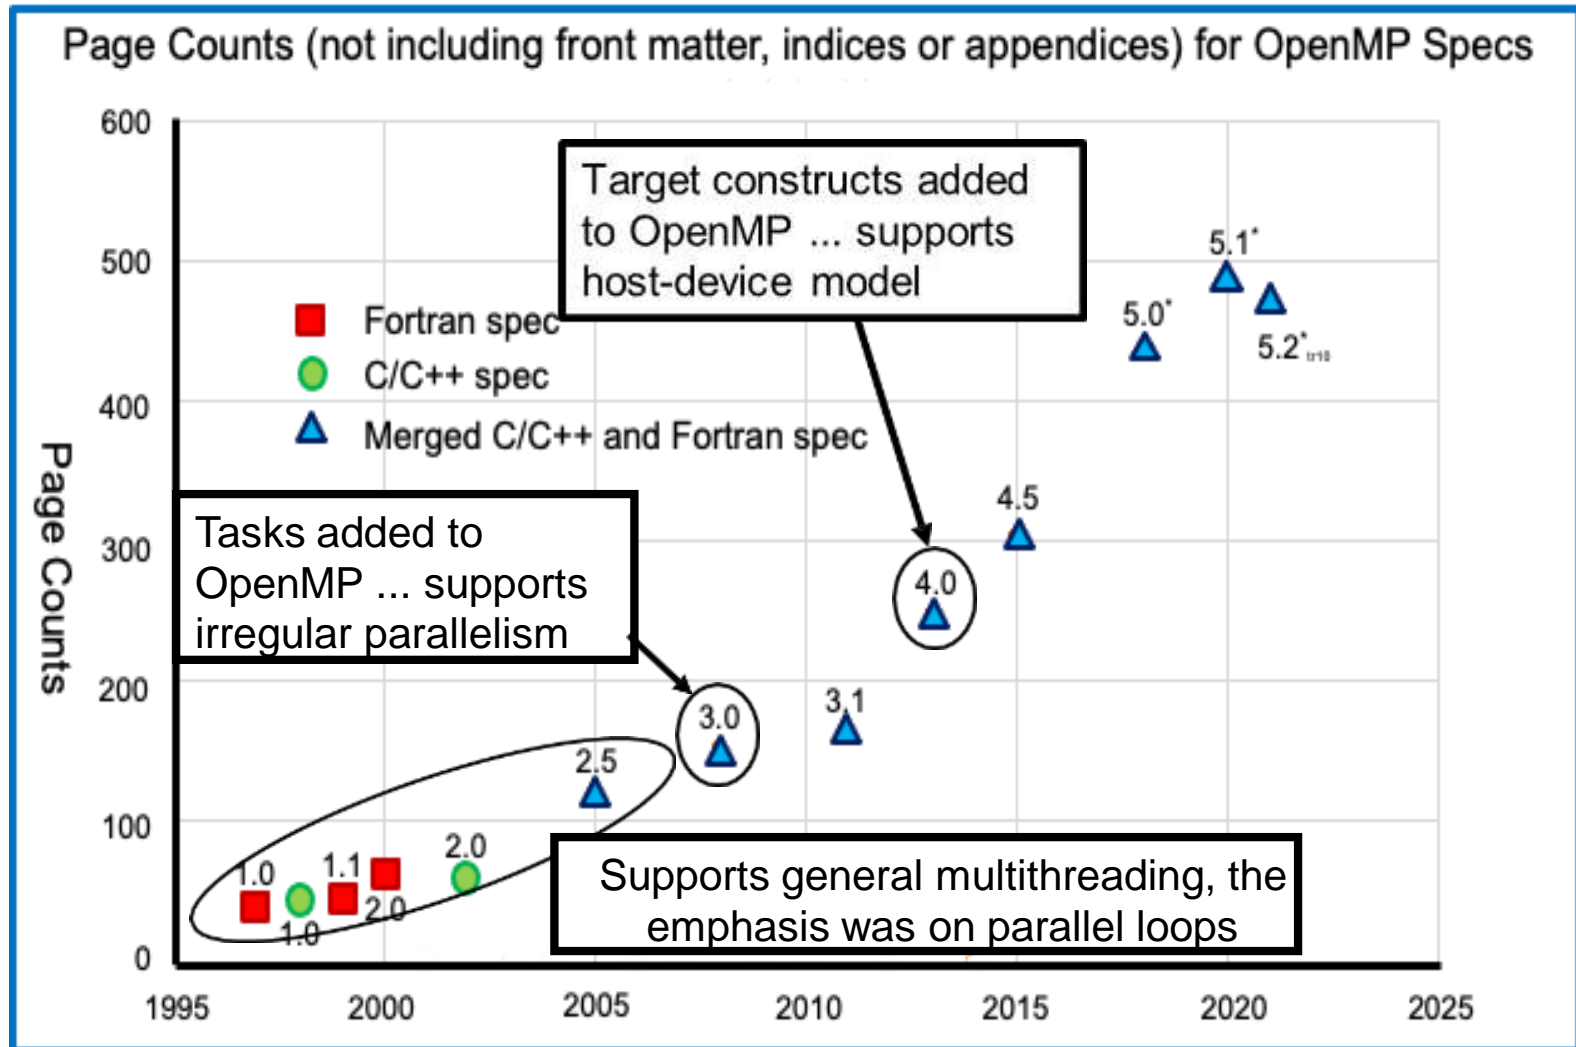 Page Counts (not including front matter, indices or appendices) for OpenMP Specs
600
500
400
300
200
100
0
Page Counts
Target constructs added
to OpenMP ... supports
host-device model
Fortran spec
C/C++ spec
Merged C/C++ and Fortran spec
Tasks added to
OpenMP ... supports
irregular parallelism
Supports general multithreading, the
emphasis was on parallel loops
1.0
1.0
1.1
2.0
2.0
2.5
3.0
3.1
4.0
4.5
5.0*
5.1*
5.2* tr10
1995
2000
2005
2010
2015
2020
2025